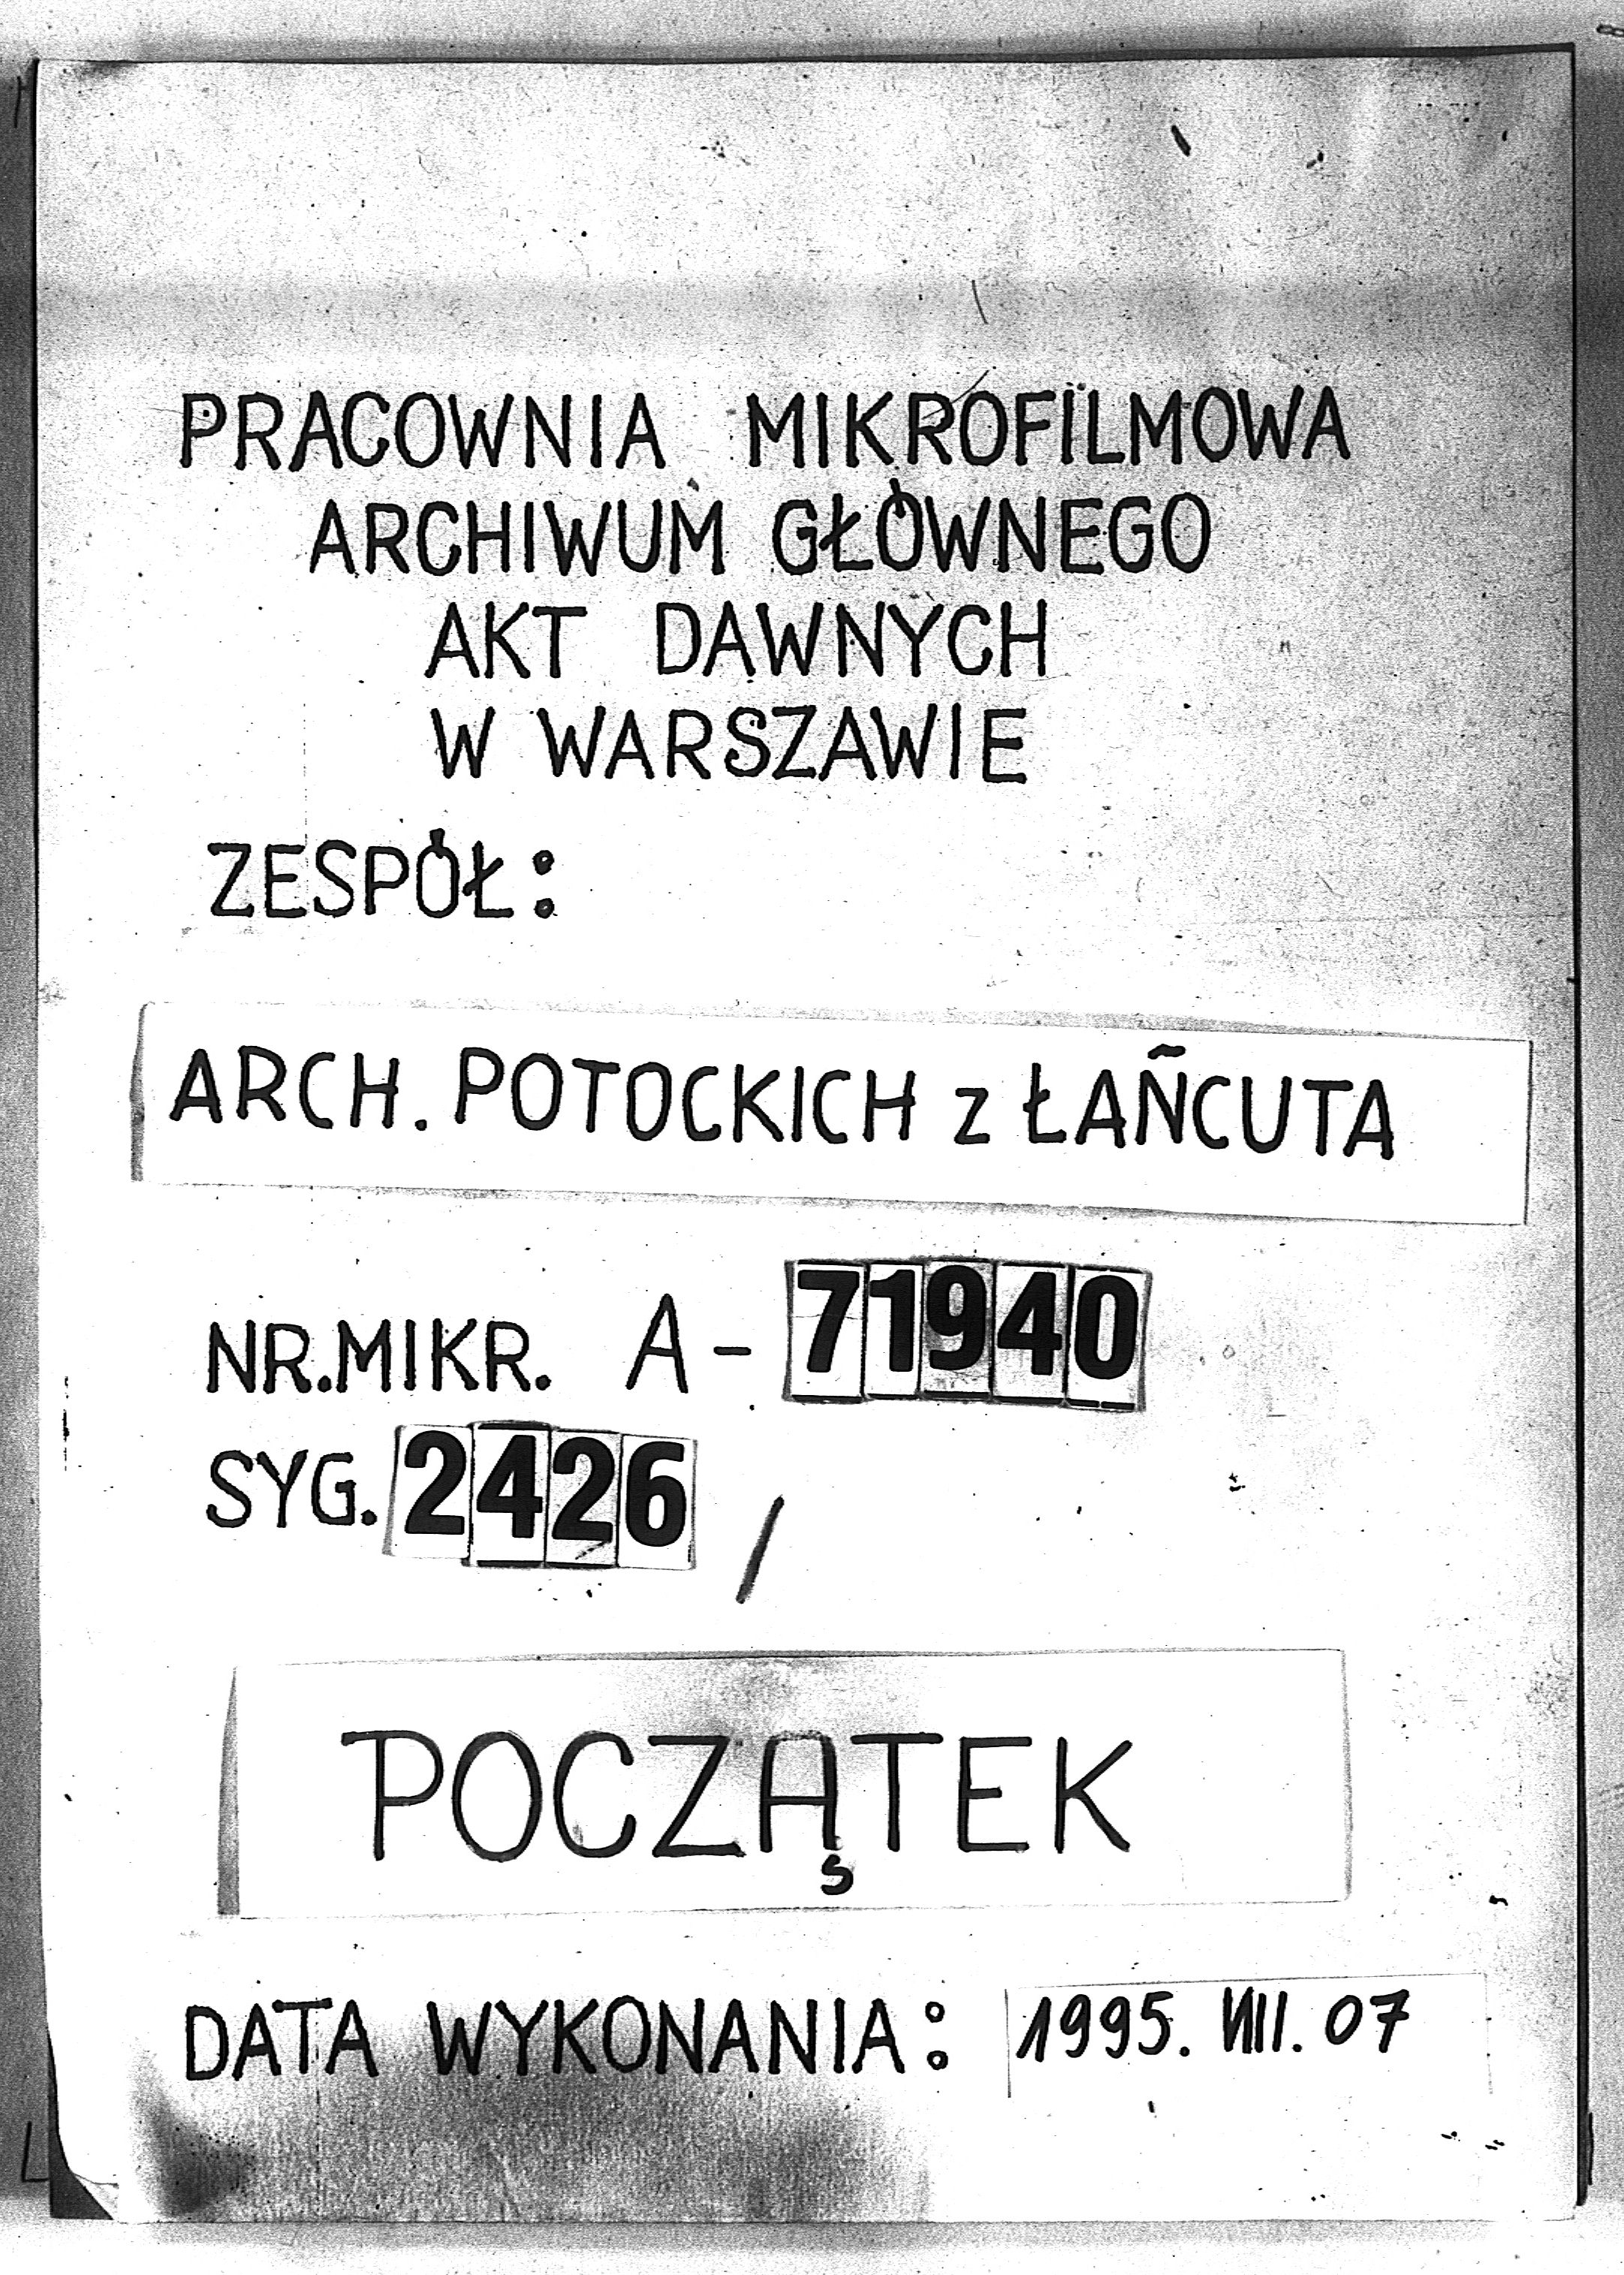 PRACOWNIA MIKROFILMOWA
ARCHIWUM GŁÓWNEGO
AKT DAWNYCH
W WARSZAWIE
ZESPÓŁ:
ARCH. POTOCKICH z ŁAŃCUTA
NR.MIKR. A-71940
SYG. 2426 /
POCZĄTEK
DATA WYKONANIA: 1995. VIII. 07